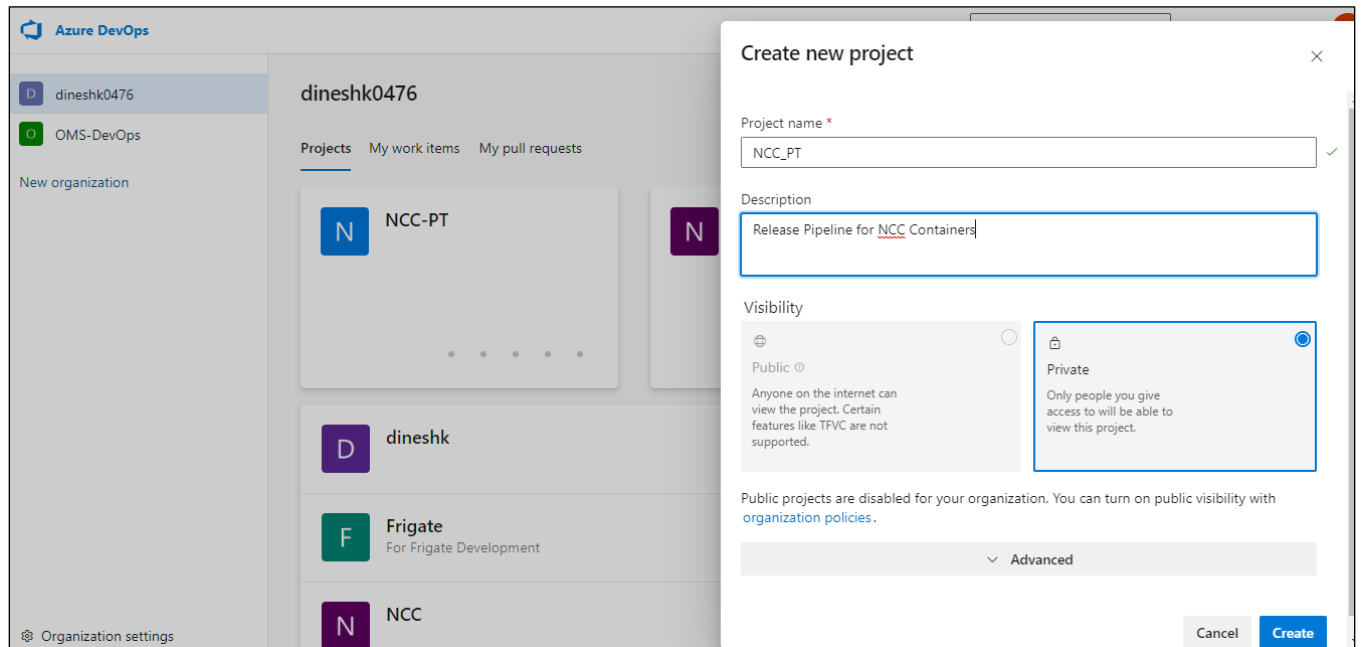 Azure DevOps
D dineshk0476
O OMS-DevOps
New organization
Organization settings
dineshk0476
Projects My work items My pull requests
N NCC-PT
N
D dineshk
F Frigate
For Frigate Development
N NCC
Create new project
Project name *
NCC_PT
Description
Release Pipeline for NCC Containers
Visibility
Public
Anyone on the internet can
view the project. Certain
features like TFVC are not
supported.
Private
Only people you give
access to will be able to
view this project.
Public projects are disabled for your organization. You can turn on public visibility with
organization policies.
Advanced
Cancel Create